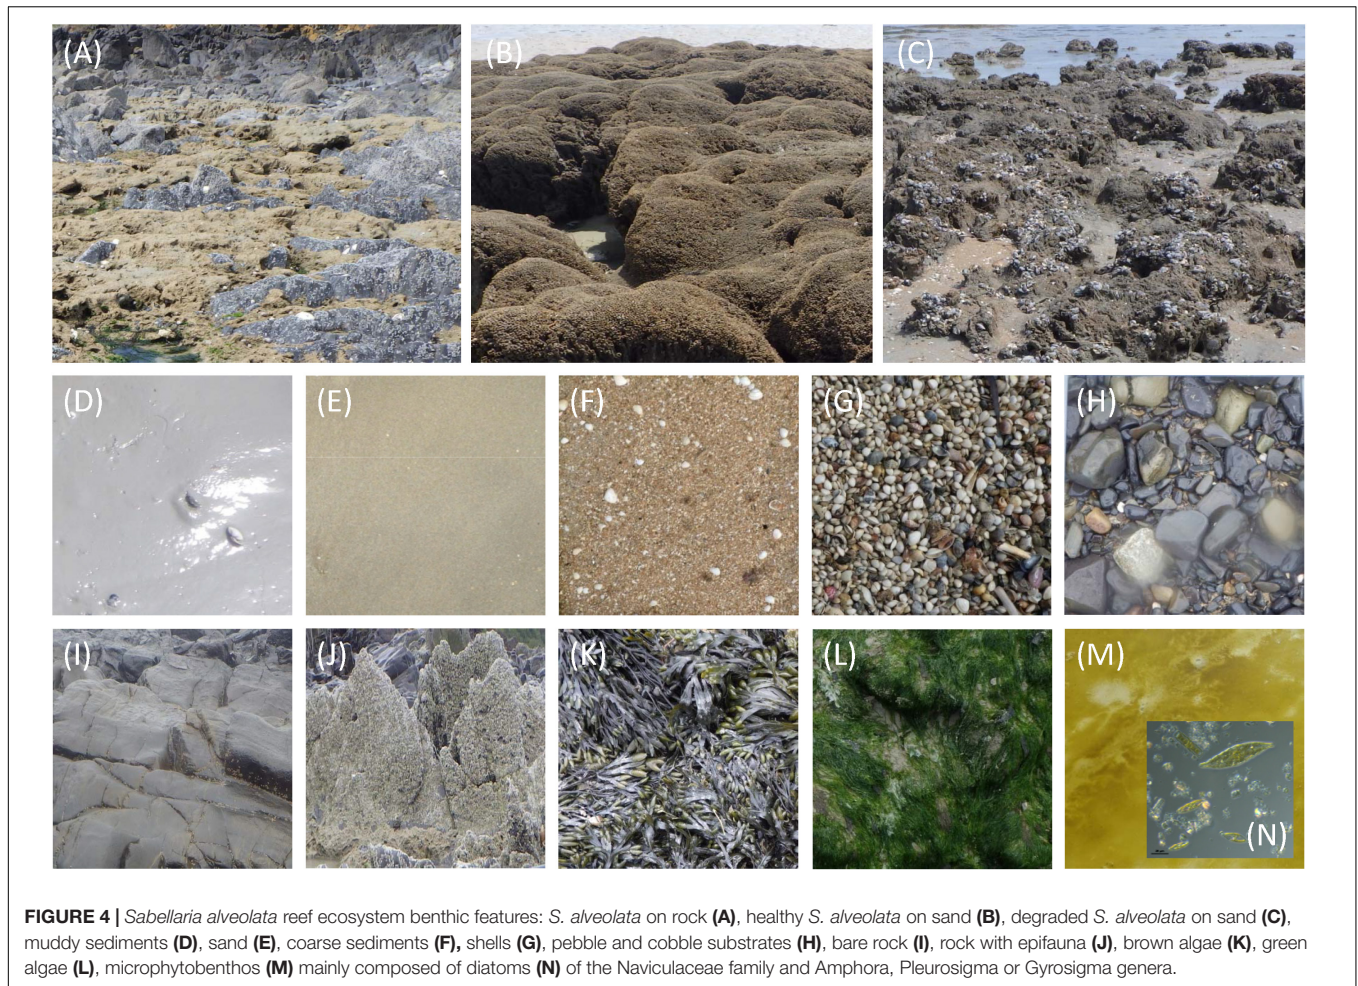 (A)
(B)
(C)
(D)
(E)
(F)
(G)
(H)
(I)
(J)
(K)
(L)
(M)
(N)
FIGURE 4 | Sabellaria alveolata reef ecosystem benthic features: S. alveolata on rock (A), healthy S. alveolata on sand (B), degraded S. alveolata on sand (C),
muddy sediments (D), sand (E), coarse sediments (F), shells (G), pebble and cobble substrates (H), bare rock (I), rock with epifauna (J), brown algae (K), green
algae (L), microphytobenthos (M) mainly composed of diatoms (N) of the Naviculaceae family and Amphora, Pleurosigma or Gyrosigma genera.